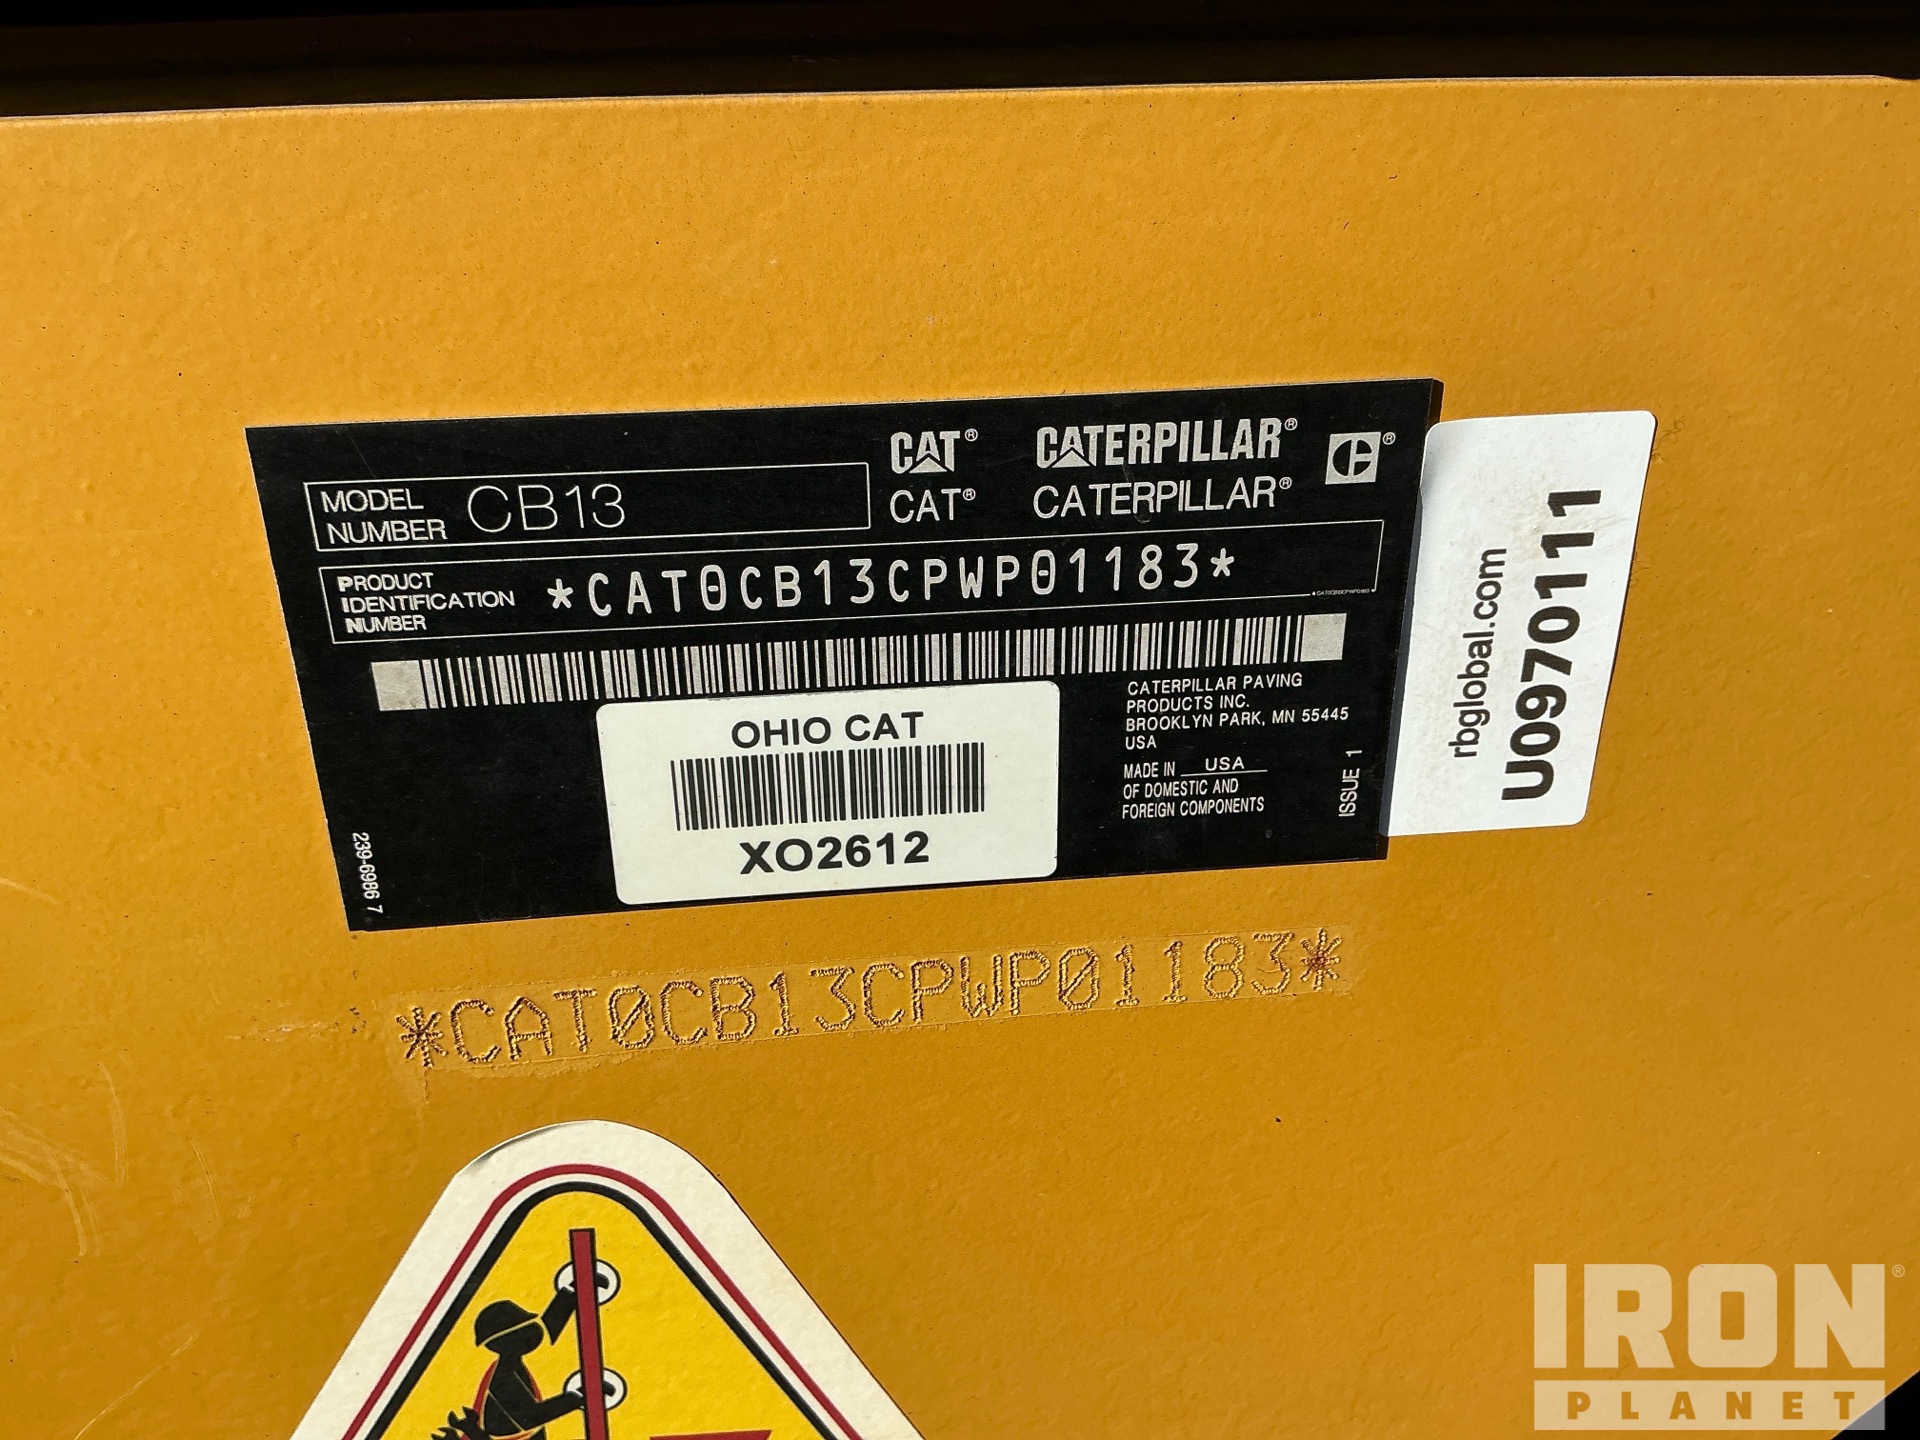 CAT® CATERPILLAR® ®
CAT® CATERPILLAR®
MODEL NUMBER CB13
PRODUCT IDENTIFICATION NUMBER *CAT0CB13CPWP01183*
*CAT0CB13CPWP01183*
CATERPILLAR PAVING
PRODUCTS INC.
BROOKLYN PARK, MN 55445
USA
MADE IN USA
OF DOMESTIC AND
FOREIGN COMPONENTS
ISSUE 1
239-6986 7
OHIO CAT
XO2612
rbglobal.com
U0970111
*CAT0CB13CPWP01183*
IRON®
PLANET